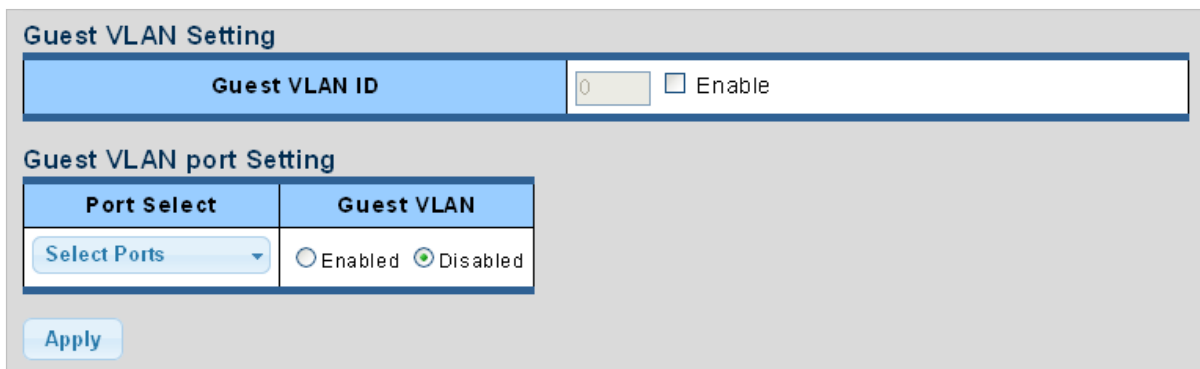 Guest VLAN Setting
Guest VLAN ID 0 Enable
Guest VLAN port Setting
Port Select Guest VLAN
Select Ports Enabled Disabled
Apply